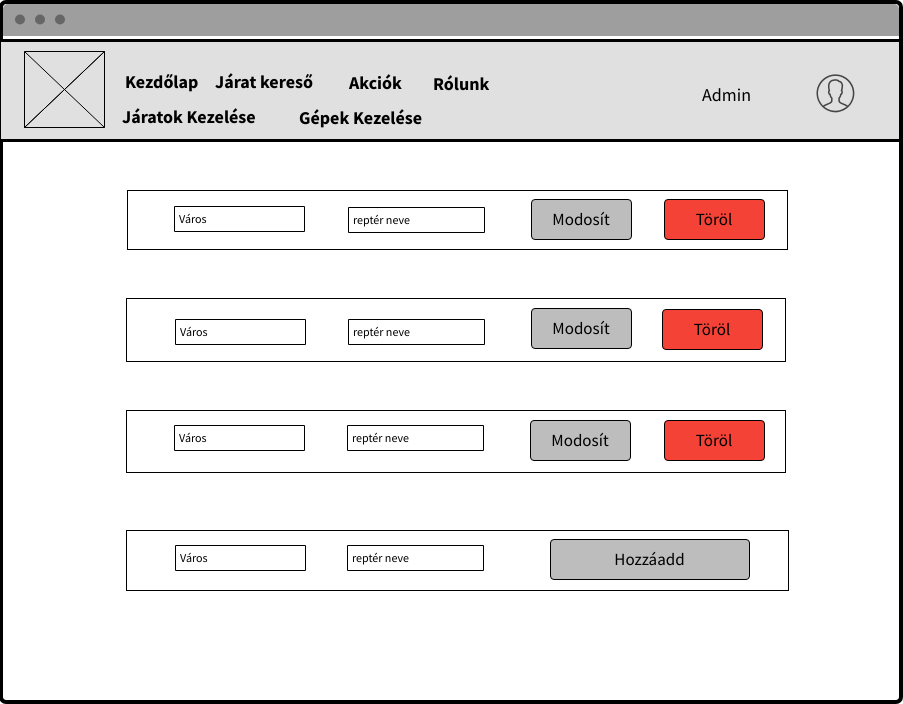 Kezdőlap Járat kereső Akciók Rólunk
Admin
Járatok Kezelése Gépek Kezelése
Város reptér neve Modosít Töröl
Város reptér neve Modosít Töröl
Város reptér neve Modosít Töröl
Város reptér neve Hozzáadd